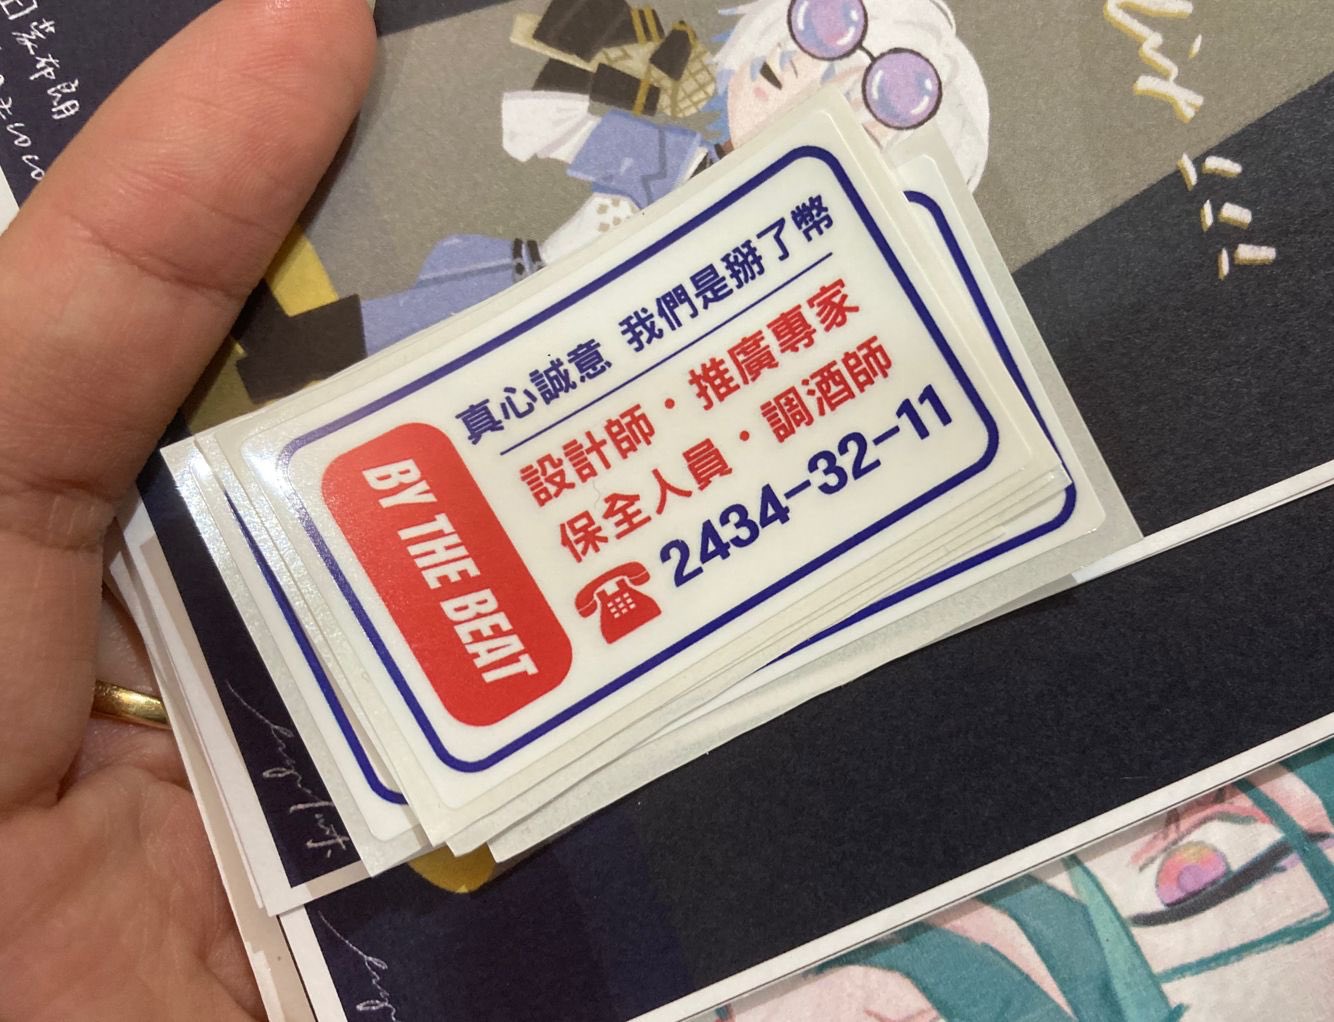 真心誠意 我們是掰了幣
設計師・推廣專家
保全人員・調酒師
☎2434-32-11
BY THE BEAT